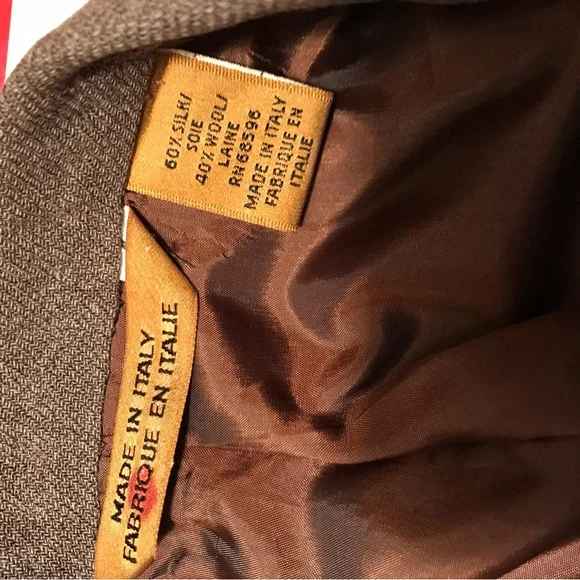 60% SILK/
SOIE
40% WOOL/
LAINE
RN 68596
MADE IN ITALY
FABRIQUE EN
ITALIE
MADE IN ITALY
FABRIQUE EN ITALIE